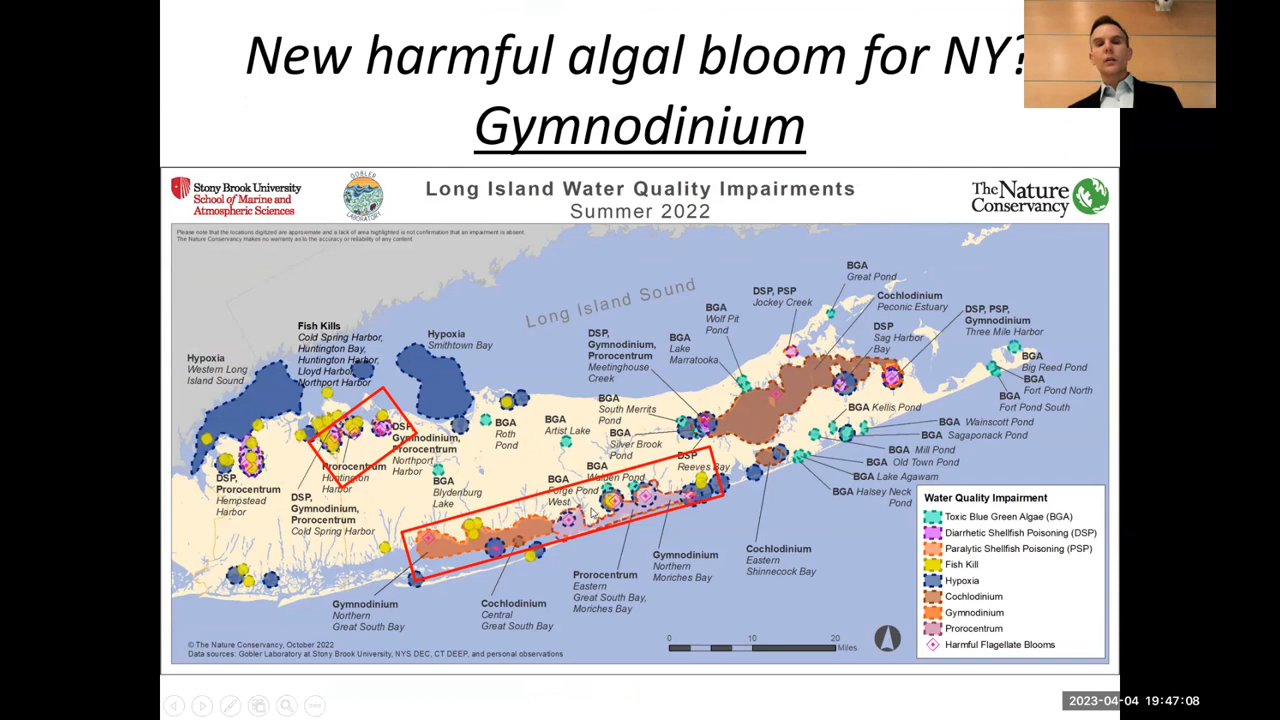 New harmful algal bloom for NY?
Gymnodinium
Stony Brook University
School of Marine and
Atmospheric Sciences
GOBLER
LABORATORY
Long Island Water Quality Impairments
Summer 2022
The Nature
Conservancy
Please note that the locations digitized are approximate and a lack of area highlighted is not confirmation that an impairment is absent.
The Nature Conservancy makes no warranty as to the accuracy or reliability of any content.
Long Island Sound
Hypoxia
Western Long
Island Sound
Fish Kills
Cold Spring Harbor,
Huntington Bay,
Huntington Harbor,
Lloyd Harbor,
Northport Harbor
Hypoxia
Smithtown Bay
DSP,
Gymnodinium,
Prorocentrum
Meetinghouse
Creek
BGA
Lake
Marratooka
BGA
Wolf Pit
Pond
DSP, PSP
Jockey Creek
BGA
Great Pond
Cochlodinium
Peconic Estuary
DSP
Sag Harbor
Bay
DSP, PSP,
Gymnodinium
Three Mile Harbor
BGA
Big Reed Pond
BGA
Fort Pond North
BGA
Fort Pond South
BGA Kellis Pond
BGA Wainscott Pond
BGA Sagaponack Pond
BGA Mill Pond
BGA Old Town Pond
BGA Lake Agawam
BGA Halsey Neck
Pond
BGA
South Merrits
Pond
BGA
Silver Brook
Pond
DSP
Reeves Bay
BGA
Artist Lake
BGA
Roth
Pond
BGA
Walden Pond
BGA
Forge Pond
West
DSP,
Gymnodinium,
Prorocentrum
Northport
Harbor
BGA
Blydenburg
Lake
Prorocentrum
Huntington
Harbor
DSP,
Prorocentrum
Hempstead
Harbor
DSP,
Gymnodinium,
Prorocentrum
Cold Spring Harbor
Gymnodinium
Northern
Great South Bay
Cochlodinium
Central
Great South Bay
Prorocentrum
Eastern
Great South Bay,
Moriches Bay
Gymnodinium
Northern
Moriches Bay
Cochlodinium
Eastern
Shinnecock Bay
Water Quality Impairment
Toxic Blue Green Algae (BGA)
Diarrhetic Shellfish Poisoning (DSP)
Paralytic Shellfish Poisoning (PSP)
Fish Kill
Hypoxia
Cochlodinium
Gymnodinium
Prorocentrum
Harmful Flagellate Blooms
0 10 20
Miles
© The Nature Conservancy, October 2022
Data sources: Gobler Laboratory at Stony Brook University, NYS DEC, CT DEEP, and personal observations
2023-04-04 19:47:08